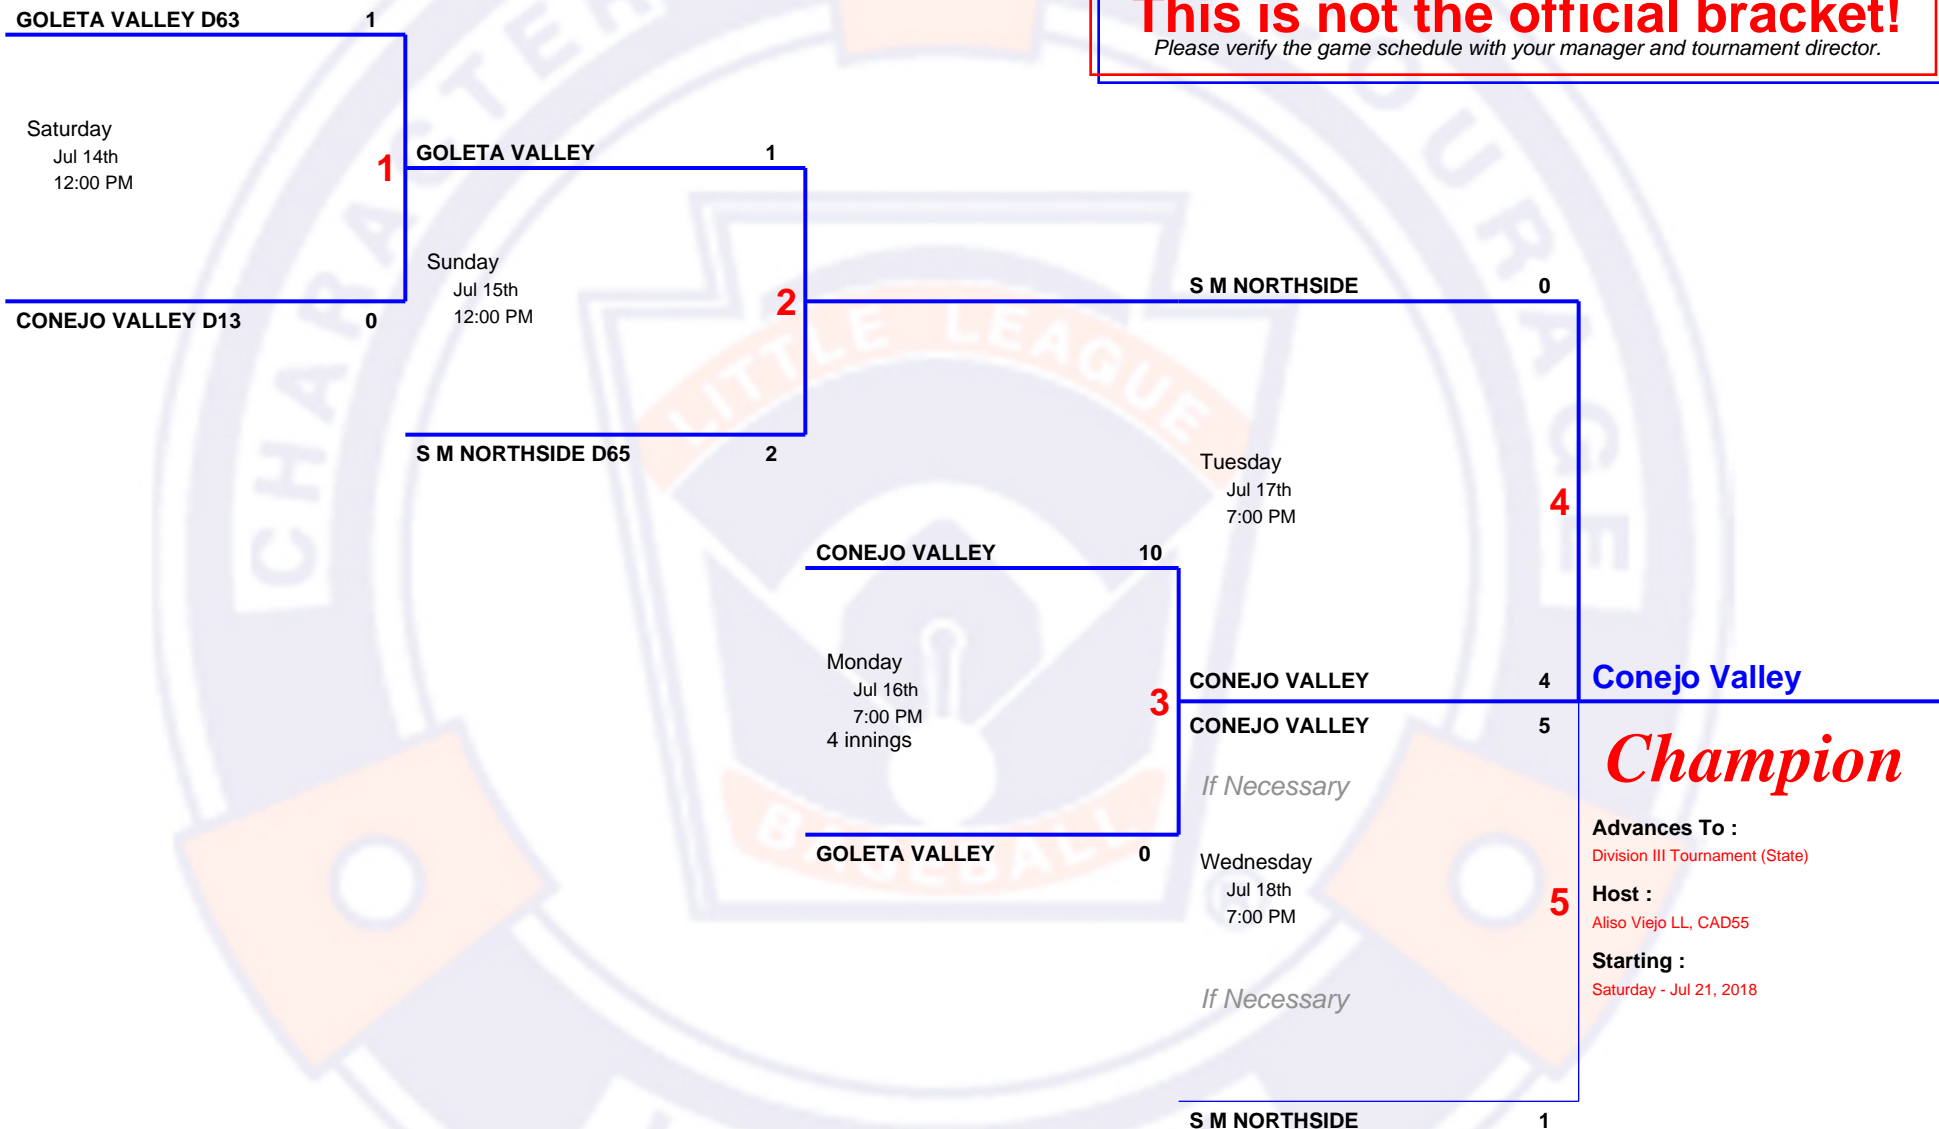 This is not the official bracket!
Please verify the game schedule with your manager and tournament director.
GOLETA VALLEY D63 1
Saturday
Jul 14th
12:00 PM
1
CONEJO VALLEY D13 0
GOLETA VALLEY 1
Sunday
Jul 15th
12:00 PM
2
S M NORTHSIDE D65 2
CONEJO VALLEY 10
Monday
Jul 16th
7:00 PM
4 innings
3
GOLETA VALLEY 0
S M NORTHSIDE 0
Tuesday
Jul 17th
7:00 PM
4
CONEJO VALLEY 4
CONEJO VALLEY 5
If Necessary
Wednesday
Jul 18th
7:00 PM
5
If Necessary
S M NORTHSIDE 1
Conejo Valley
Champion
Advances To :
Division III Tournament (State)
Host :
Aliso Viejo LL, CAD55
Starting :
Saturday - Jul 21, 2018
LITTLE LEAGUE
BASEBALL
®